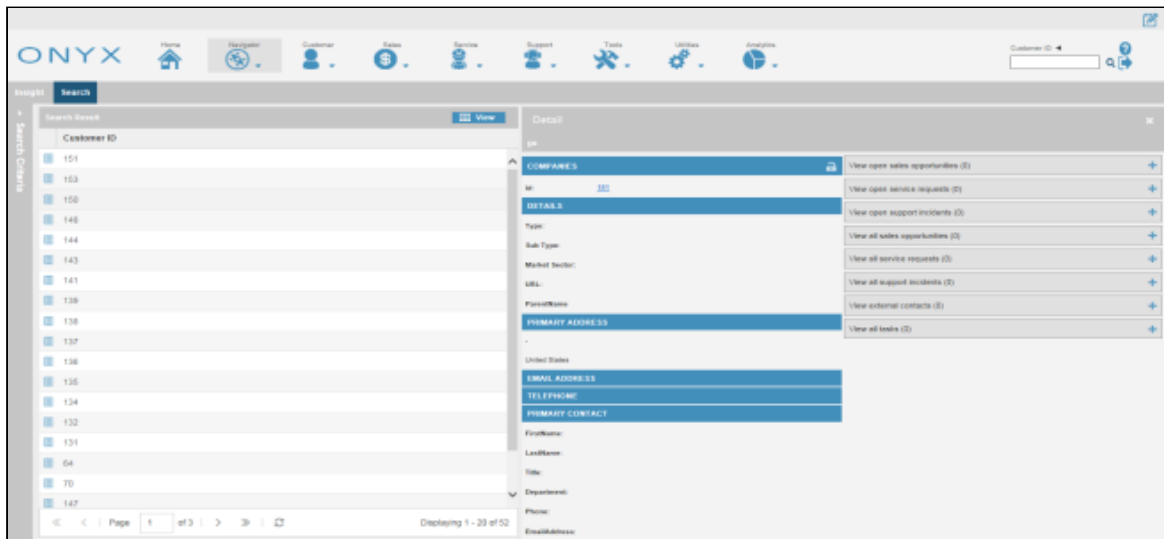 ONYX
Home
Navigator
Customer
Sales
Service
Support
Tools
Utilities
Analytics
Customer ID
Insight
Search
Search Criteria
Search Result
View
Customer ID
151
153
150
146
144
143
141
139
138
137
136
135
134
132
131
64
70
147
Page 1 of 3
Displaying 1 - 20 of 52
Detail
COMPANIES
Id:
DETAILS
Type:
Sub Type:
Market Sector:
URL:
ParentName
PRIMARY ADDRESS
-
United States
EMAIL ADDRESS
TELEPHONE
PRIMARY CONTACT
FirstName:
LastName:
Title:
Department:
Phone:
EmailAddress:
View open sales opportunities (0)
View open service requests (0)
View open support incidents (0)
View all sales opportunities (0)
View all service requests (0)
View all support incidents (0)
View external contacts (0)
View all tasks (0)